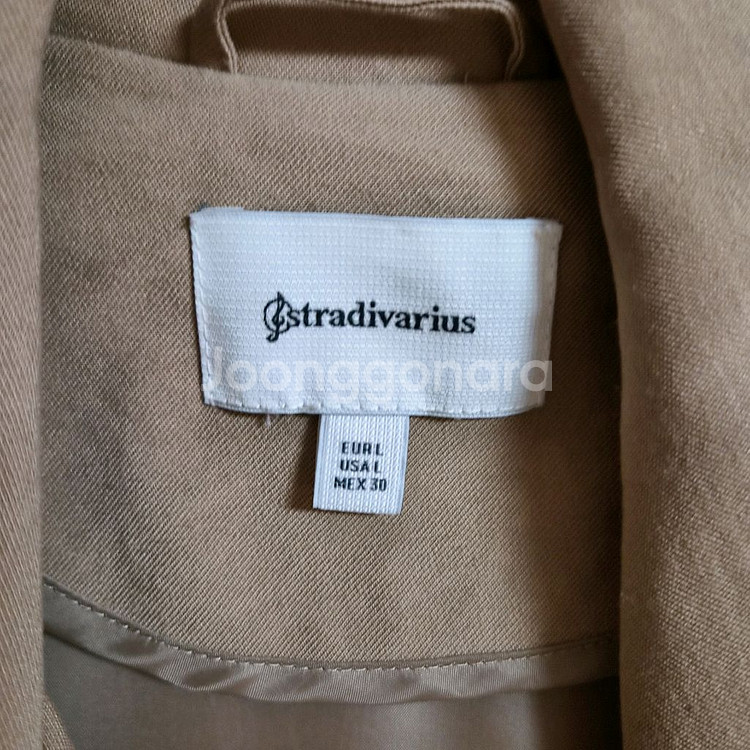 stradivarius
Joonggonara
EUR L
USA L
MEX 30